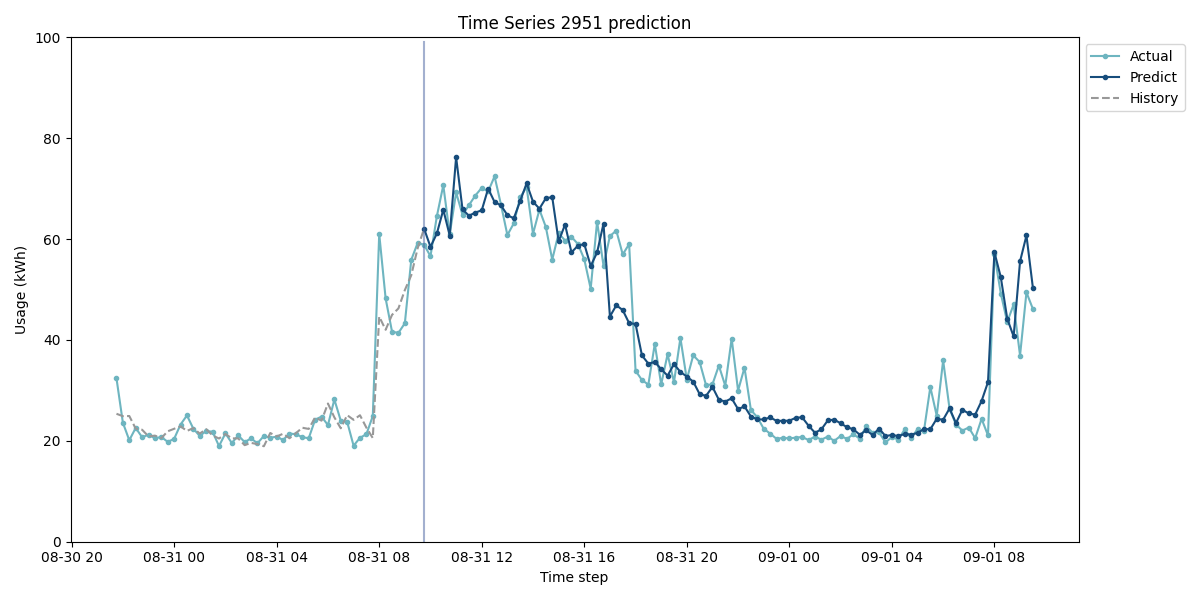 Time Series 2951 prediction
Usage (kWh)
100
80
60
40
20
0
08-30 20
08-31 00
08-31 04
08-31 08
08-31 12
08-31 16
08-31 20
09-01 00
09-01 04
09-01 08
Time step
Actual
Predict
History